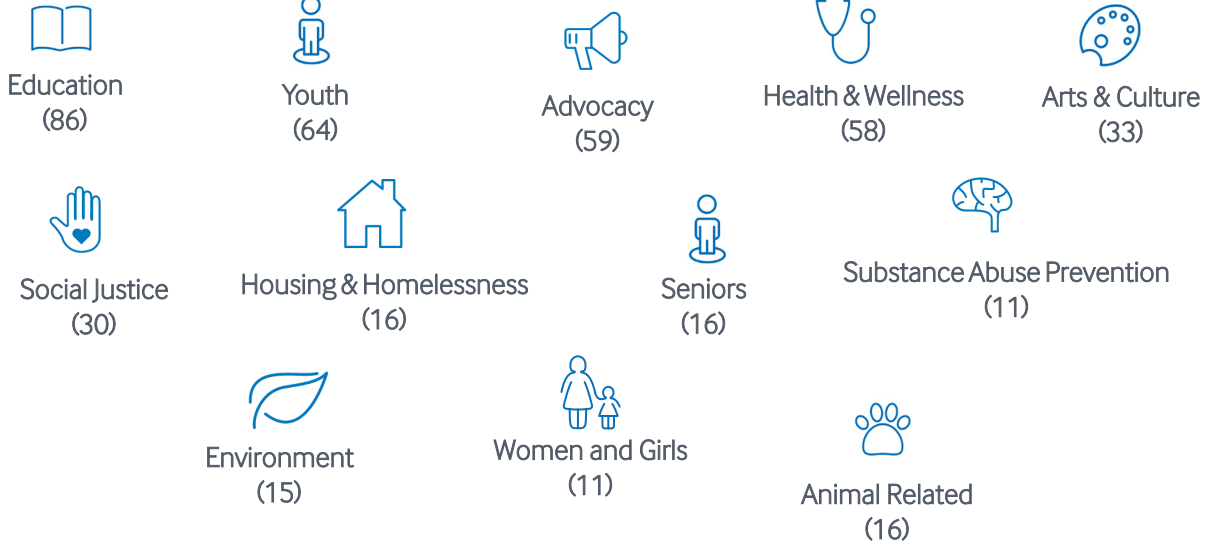 Education
(86)
Youth
(64)
Advocacy
(59)
Health & Wellness
(58)
Arts & Culture
(33)
Social Justice
(30)
Housing & Homelessness
(16)
Seniors
(16)
Substance Abuse Prevention
(11)
Environment
(15)
Women and Girls
(11)
Animal Related
(16)